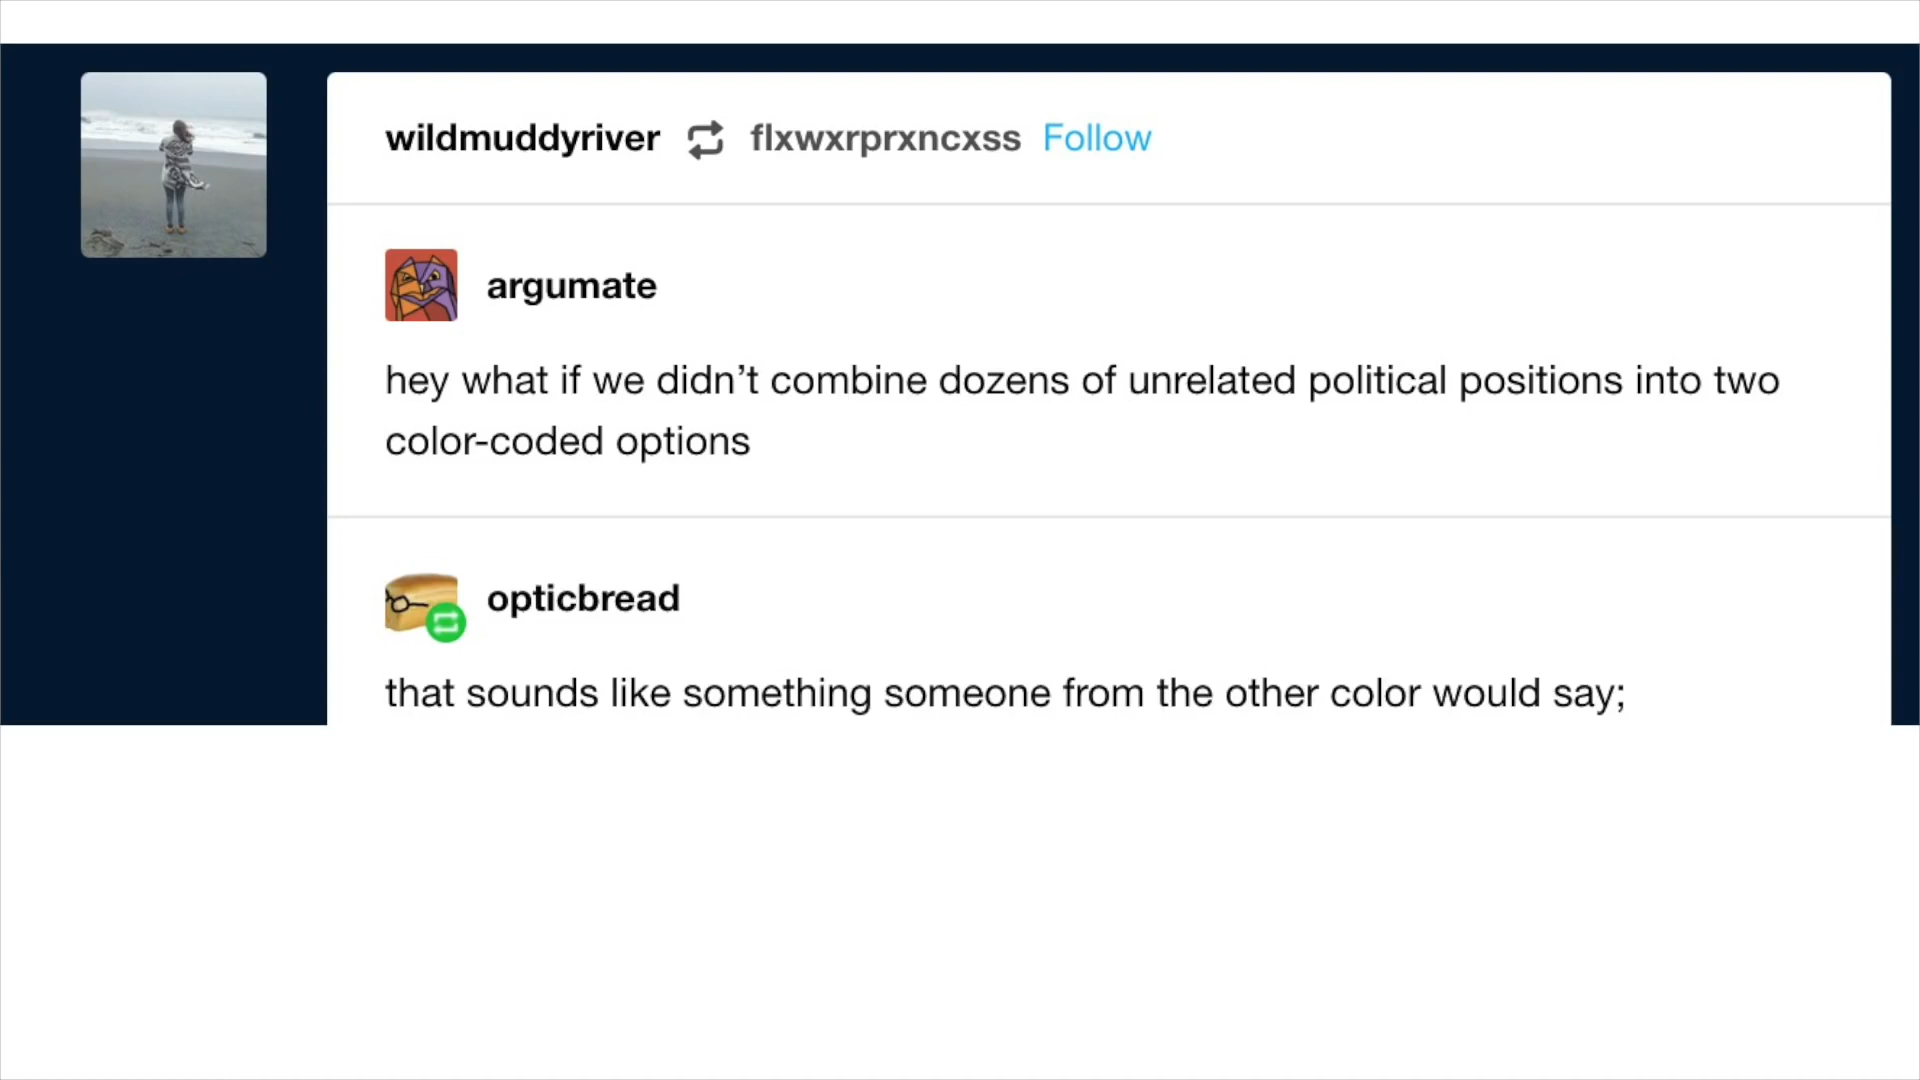 wildmuddyriver flxwxrprxncxss Follow
argumate
hey what if we didn’t combine dozens of unrelated political positions into two
color-coded options
opticbread
that sounds like something someone from the other color would say;